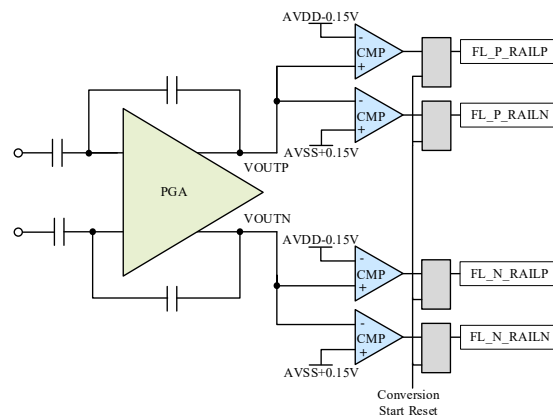 AVDD-0.15V
-
CMP
+
FL_P_RAILP
-
CMP
+
FL_P_RAILN
AVSS+0.15V
VOUTP
PGA
VOUTN
AVDD-0.15V
-
CMP
+
FL_N_RAILP
-
CMP
+
FL_N_RAILN
AVSS+0.15V
Conversion
Start Reset